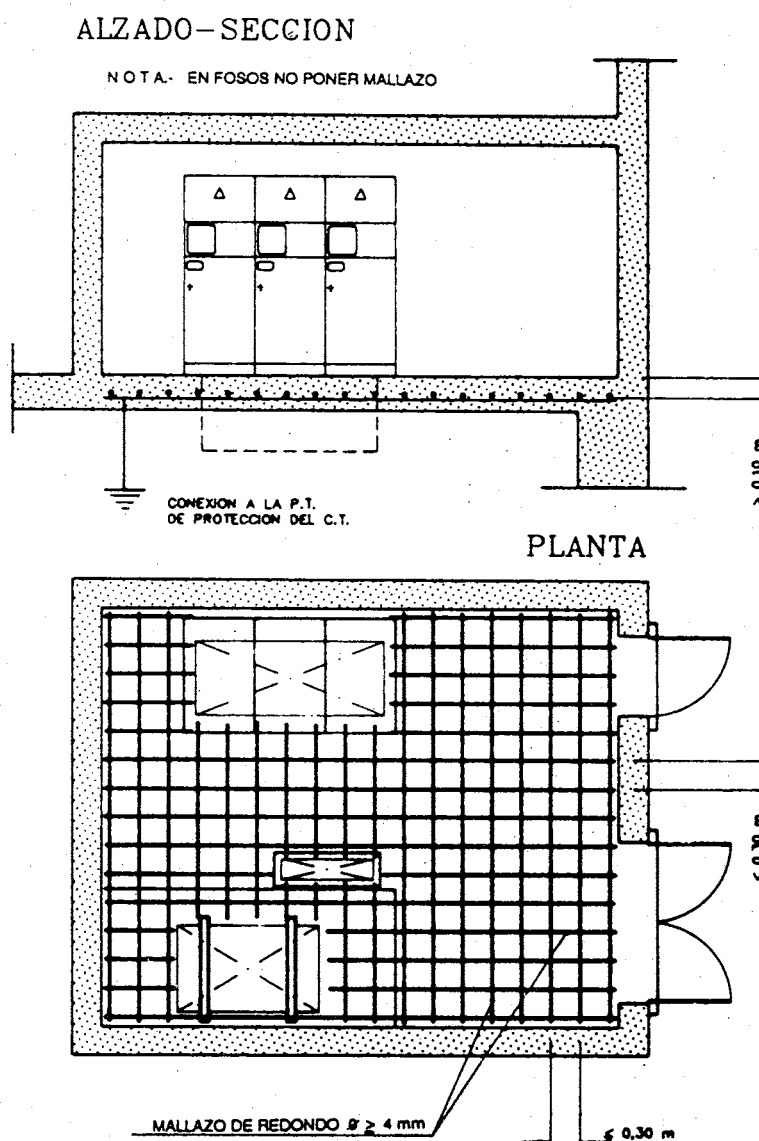 ALZADO-SECCION
NOTA.- EN FOSOS NO PONER MALLAZO
CONEXION A LA P.T.
DE PROTECCION DEL C.T.
PLANTA
MALLAZO DE REDONDO Ø ≥ 4 mm
≤ 0,30 m